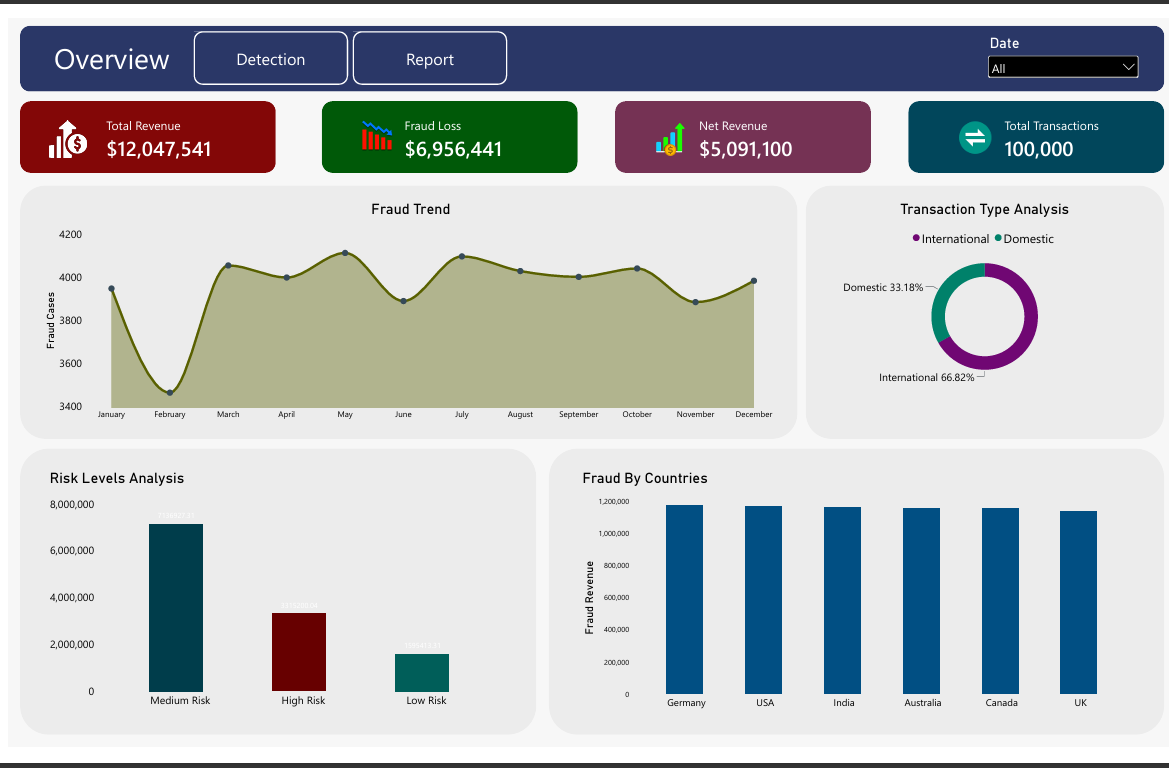 Overview
Detection
Report
Date
All
Total Revenue
$12,047,541
Fraud Loss
$6,956,441
Net Revenue
$5,091,100
Total Transactions
100,000
Fraud Trend
Fraud Cases
4200
4000
3800
3600
3400
January February March April May June July August September October November December
Transaction Type Analysis
International Domestic
Domestic 33.18%
International 66.82%
Risk Levels Analysis
8,000,000
6,000,000
4,000,000
2,000,000
0
Medium Risk High Risk Low Risk
Fraud By Countries
Fraud Revenue
1,200,000
1,000,000
800,000
600,000
400,000
200,000
0
Germany USA India Australia Canada UK